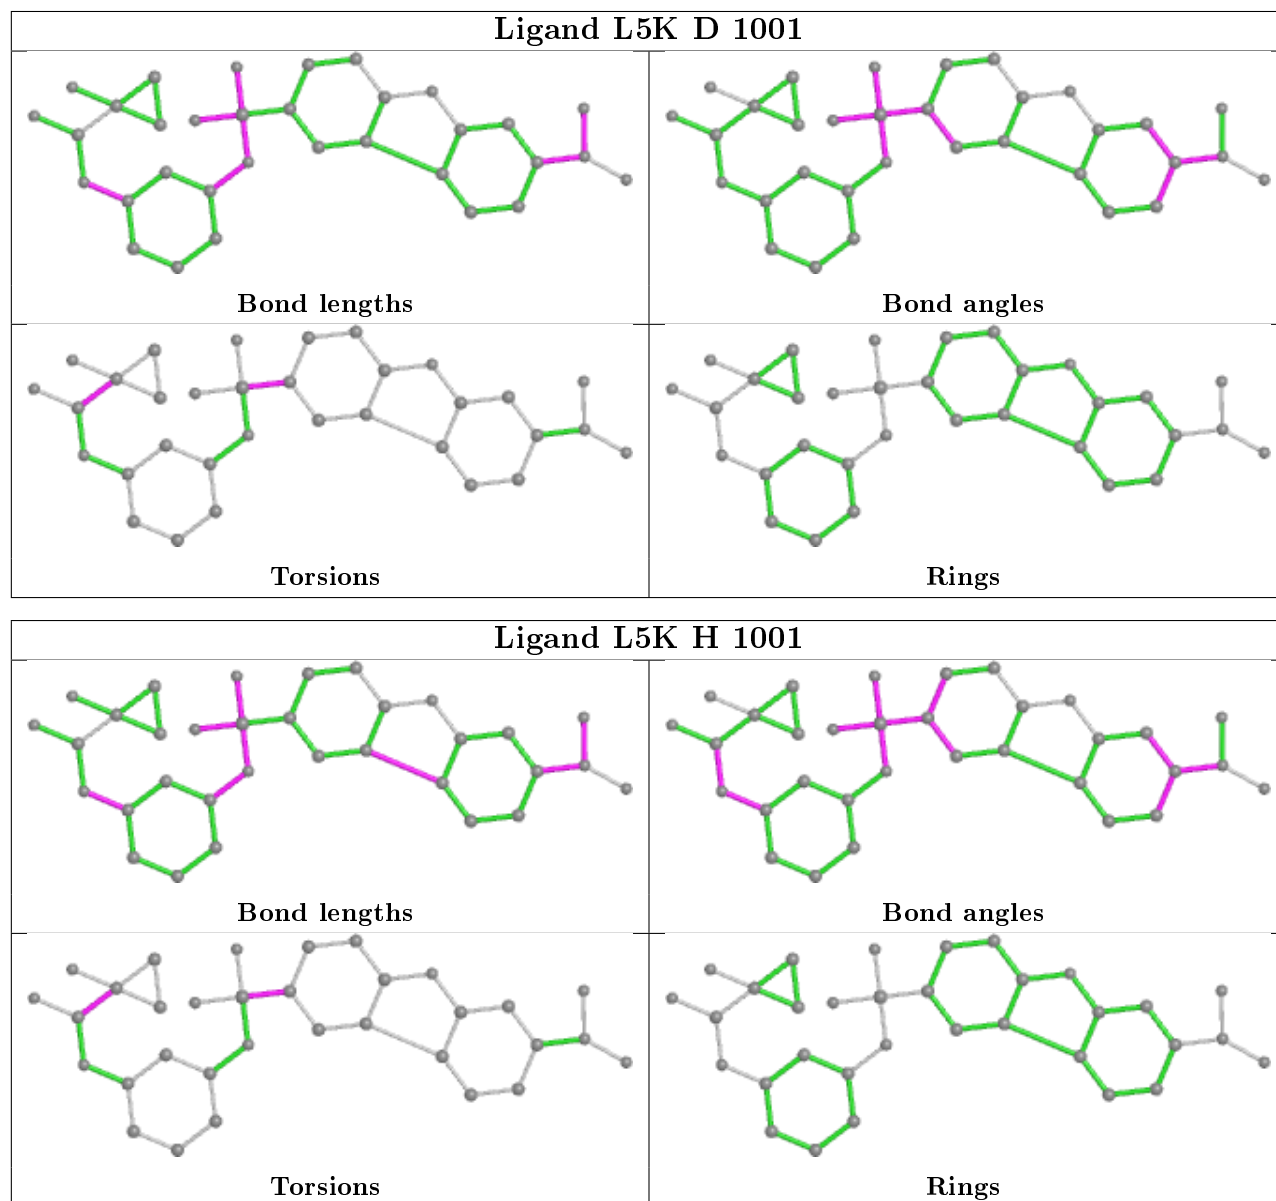 Ligand L5K D 1001
Bond lengths
Bond angles
Torsions
Rings
Ligand L5K H 1001
Bond lengths
Bond angles
Torsions
Rings